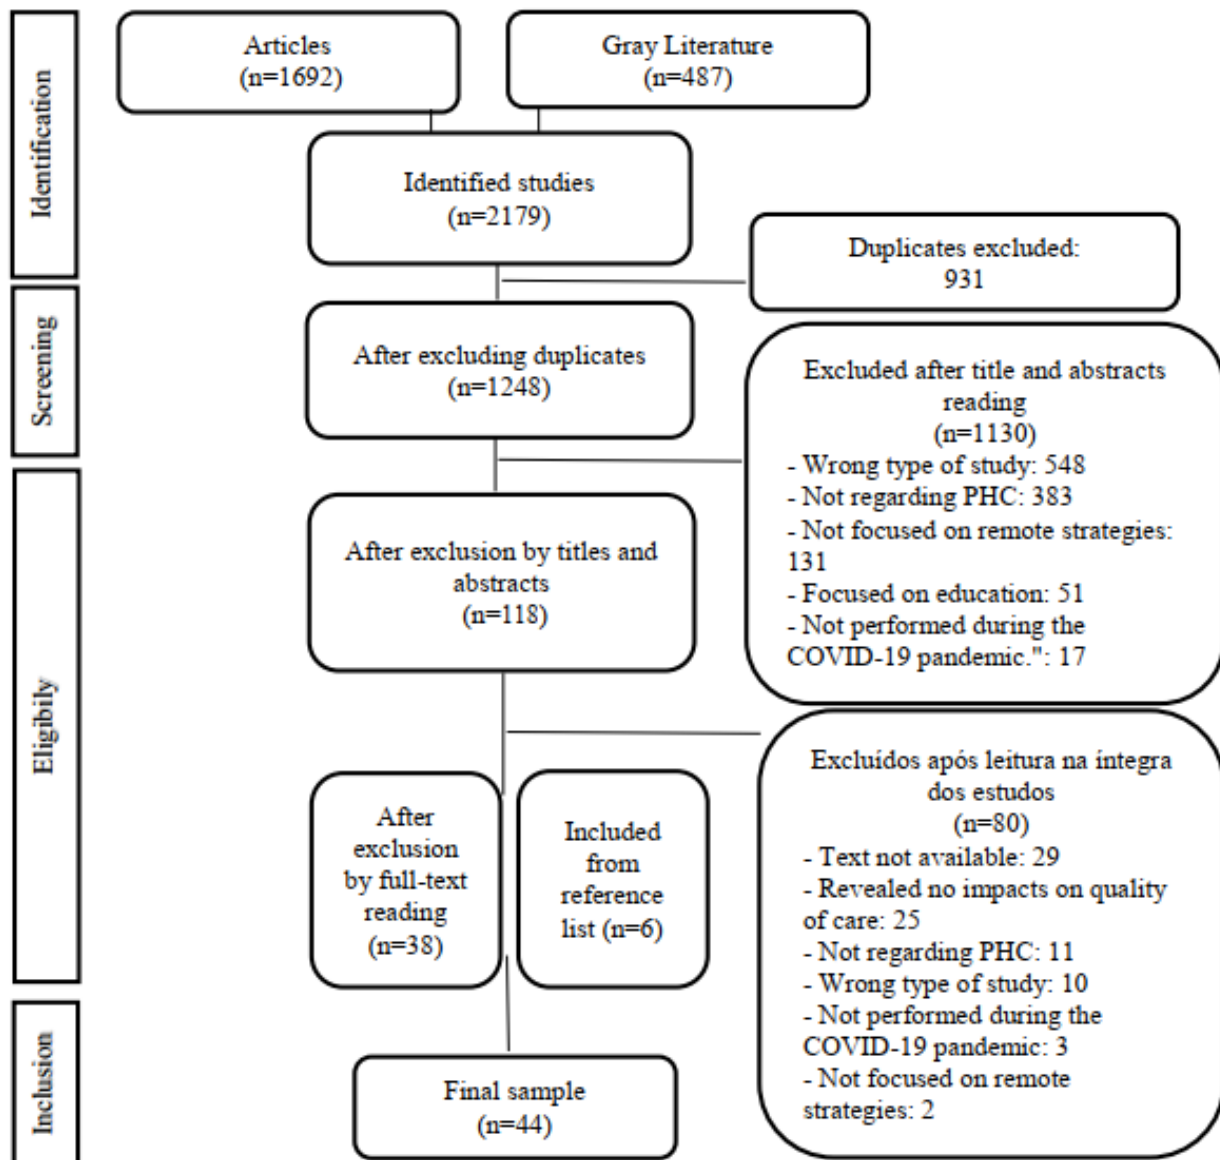 Identification
Articles
(n=1692)
Gray Literature
(n=487)
Identified studies
(n=2179)
Duplicates excluded:
931
Screening
After excluding duplicates
(n=1248)
Excluded after title and abstracts
reading
(n=1130)
- Wrong type of study: 548
- Not regarding PHC: 383
- Not focused on remote strategies:
131
- Focused on education: 51
- Not performed during the
COVID-19 pandemic.": 17
Eligibily
After exclusion by titles and
abstracts
(n=118)
After
exclusion
by full-text
reading
(n=38)
Included
from
reference
list (n=6)
Excluídos após leitura na íntegra
dos estudos
(n=80)
- Text not available: 29
- Revealed no impacts on quality
of care: 25
- Not regarding PHC: 11
- Wrong type of study: 10
- Not performed during the
COVID-19 pandemic: 3
- Not focused on remote
strategies: 2
Inclusion
Final sample
(n=44)